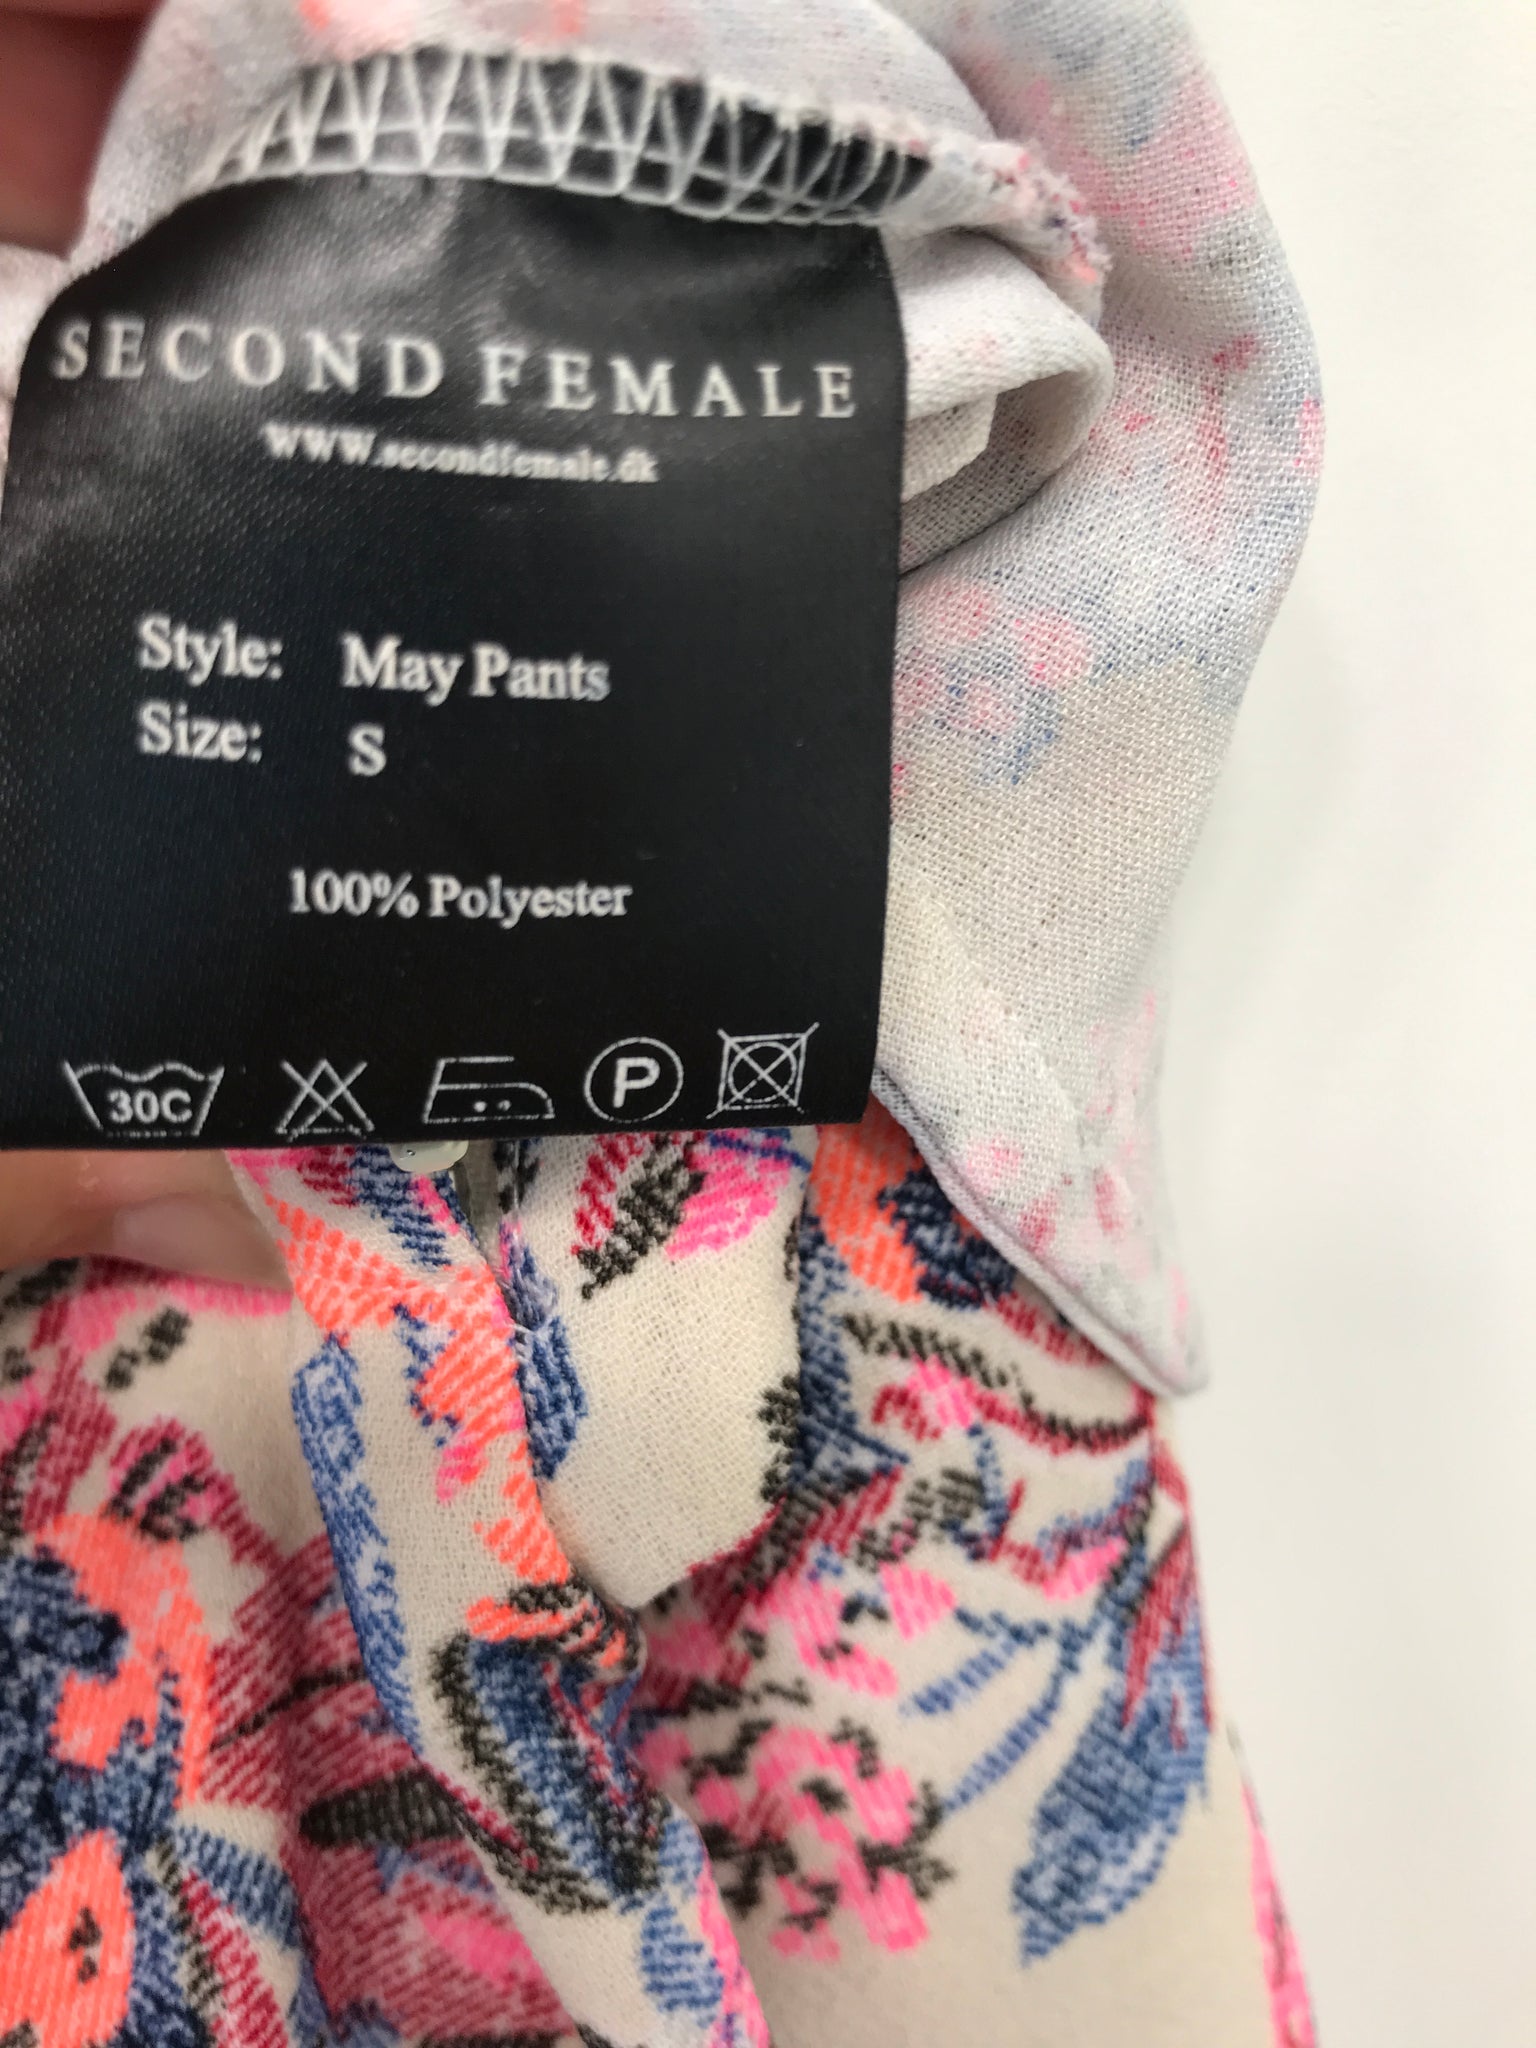 SECOND FEMALE
www.secondfemale.dk
Style: May Pants
Size: S
100% Polyester
30C P